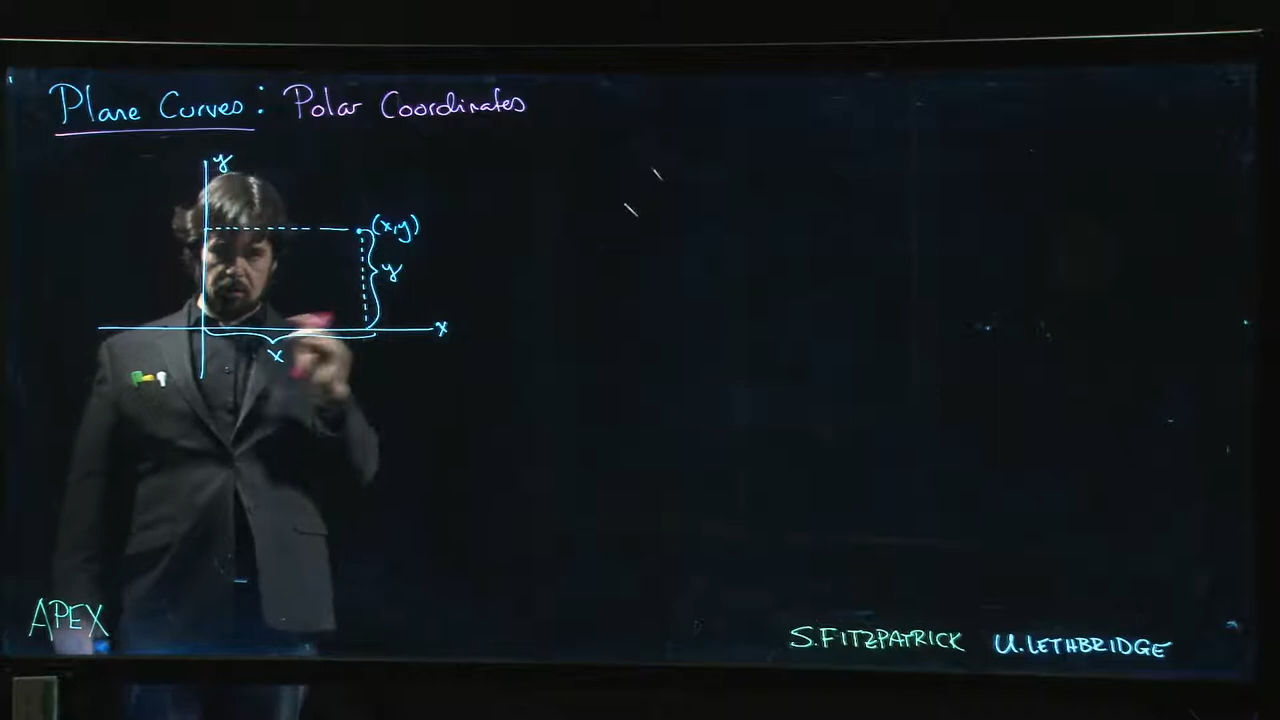 Plane Curves: Polar Coordinates
y
(x,y)
y
x
x
APEX
S.FITZPATRICK U.LETHBRIDGE